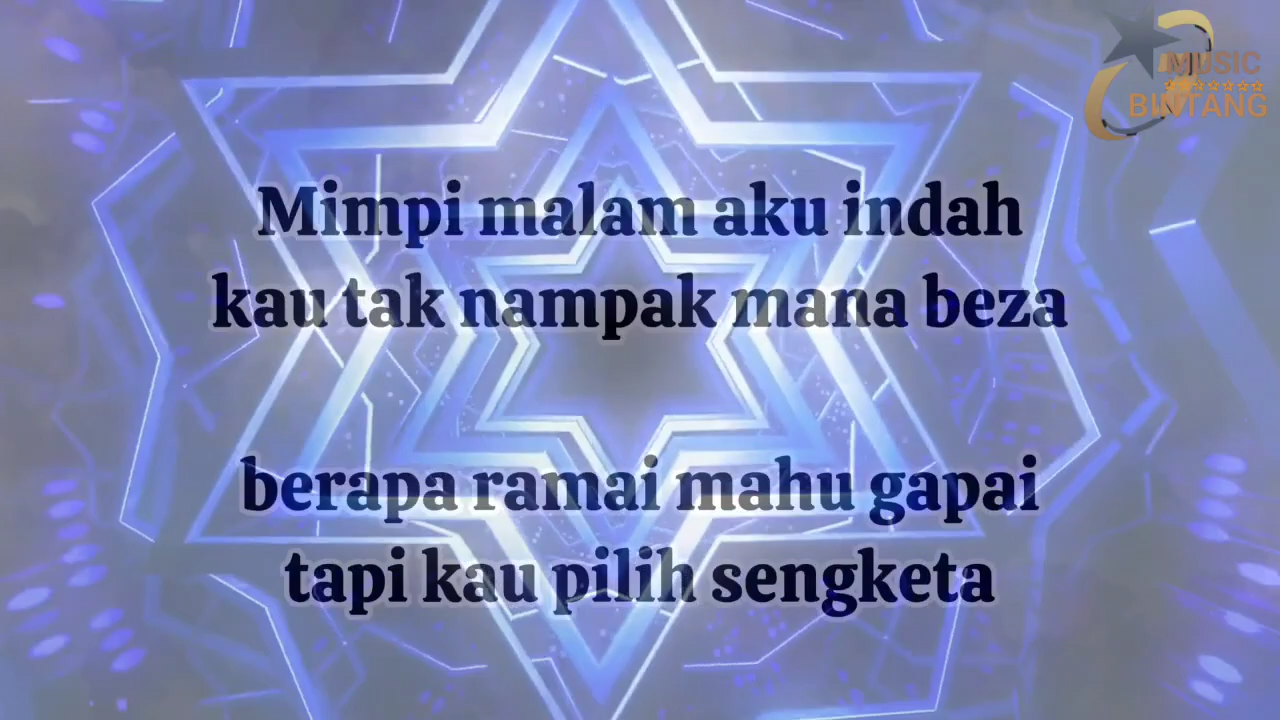 MUSIC
BINTANG
Mimpi malam aku indah
kau tak nampak mana beza
berapa ramai mahu gapai
tapi kau pilih sengketa